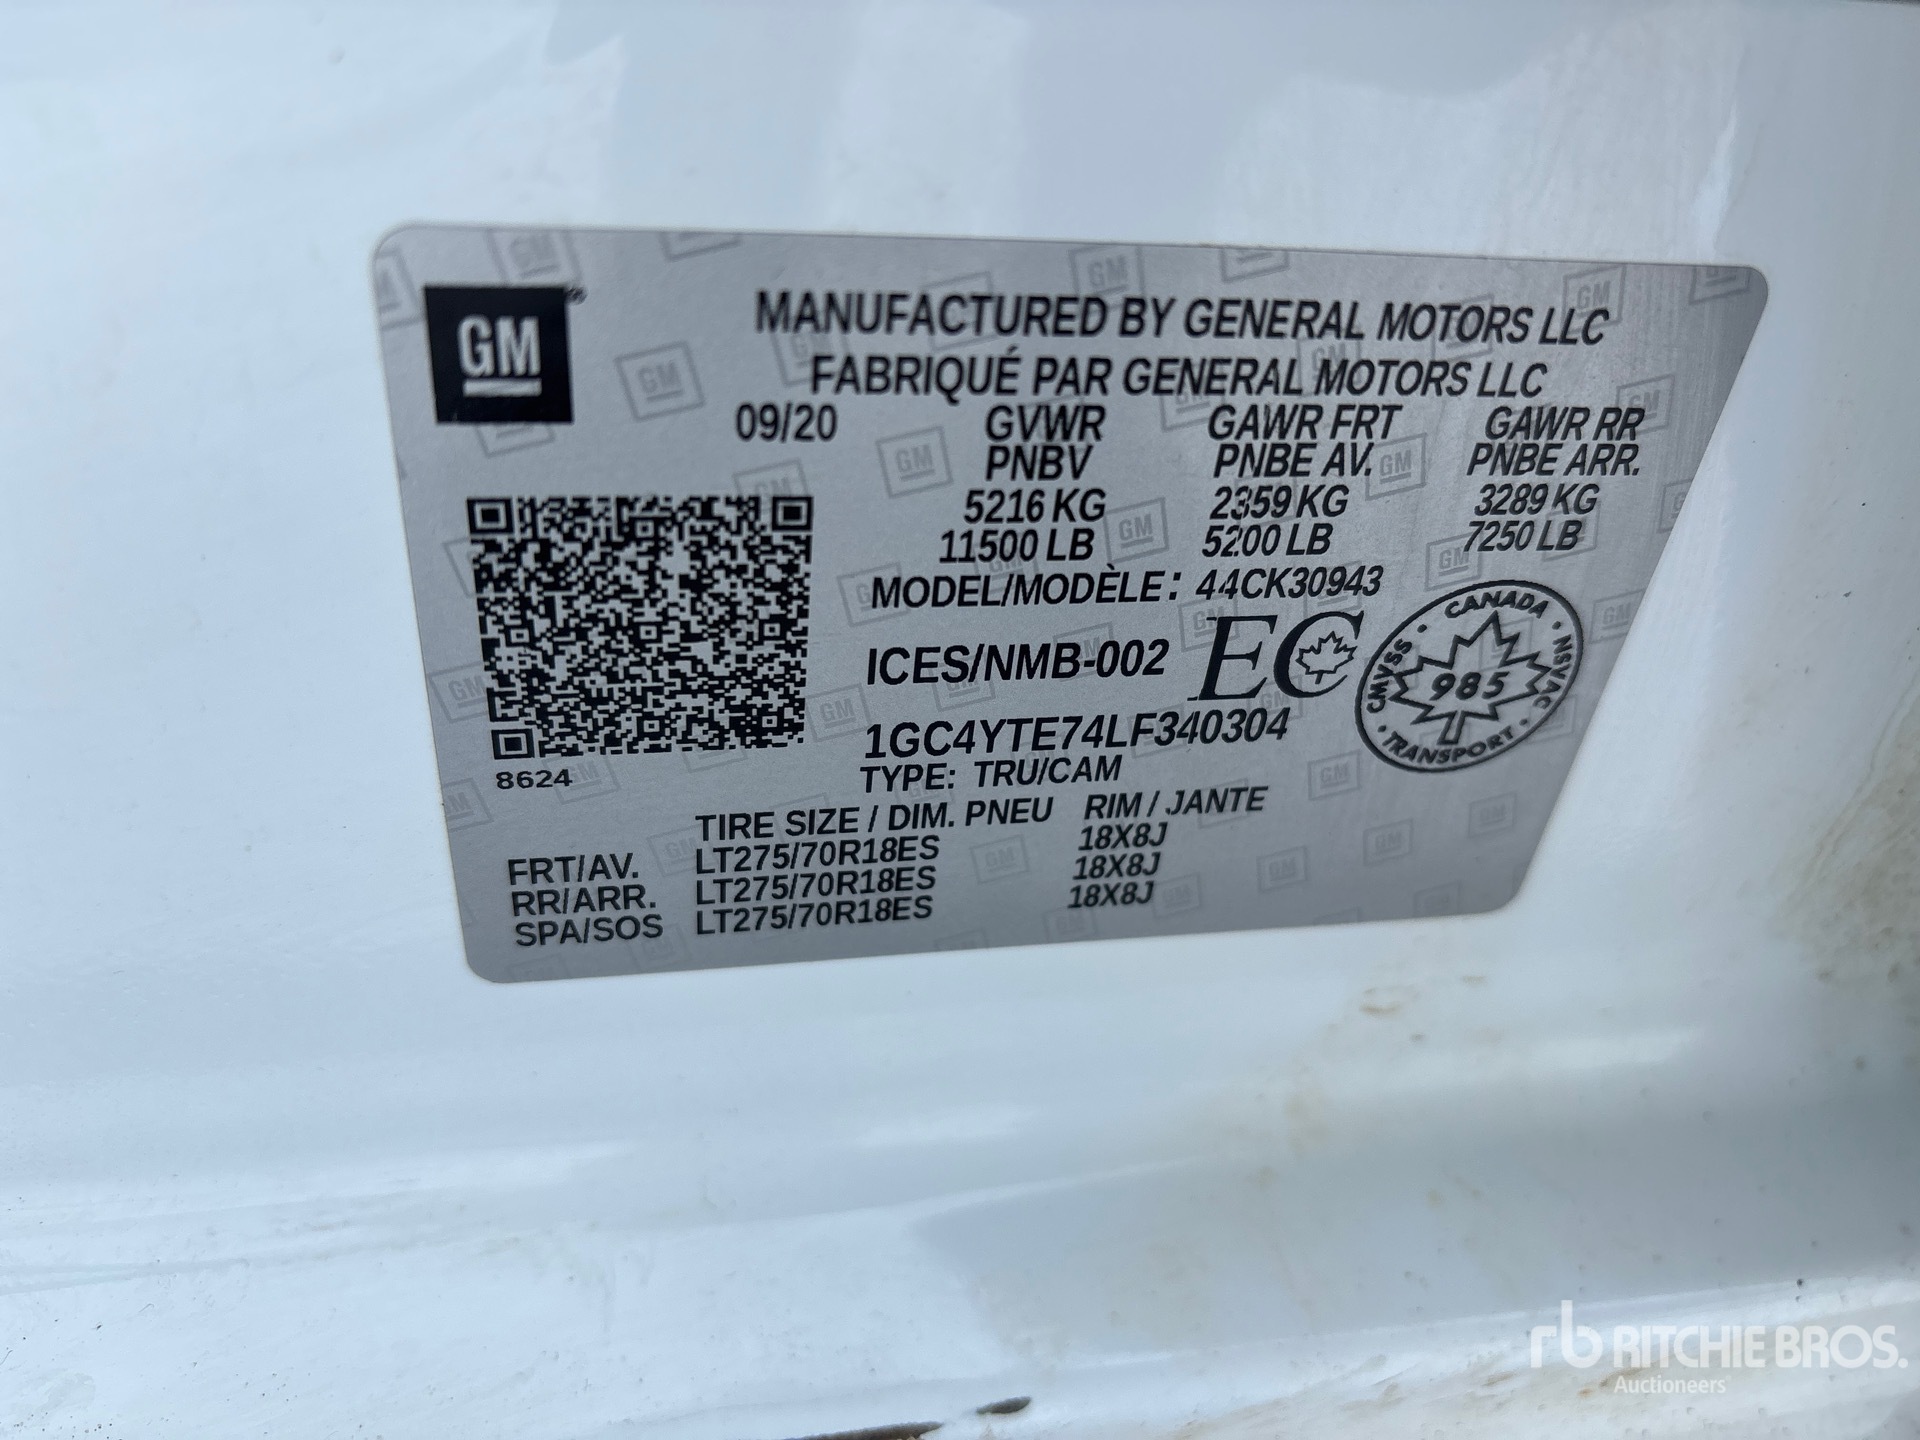 GM
MANUFACTURED BY GENERAL MOTORS LLC
FABRIQUÉ PAR GENERAL MOTORS LLC
09/20 GVWR GAWR FRT GAWR RR
PNBV PNBE AV. PNBE ARR.
5216 KG 2359 KG 3289 KG
11500 LB 5200 LB 7250 LB
MODEL/MODÈLE: 44CK30943
ICES/NMB-002 EC
CANADA
CMVSS 985 NSVAC
TRANSPORT
1GC4YTE74LF340304
8624 TYPE: TRU/CAM
TIRE SIZE / DIM. PNEU RIM / JANTE
FRT/AV. LT275/70R18ES 18X8J
RR/ARR. LT275/70R18ES 18X8J
SPA/SOS LT275/70R18ES 18X8J
rb RITCHIE BROS.
Auctioneers